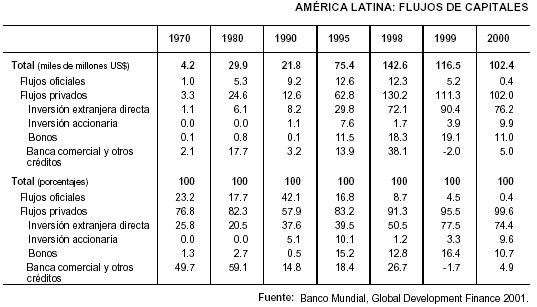 AMÉRICA LATINA: FLUJOS DE CAPITALES
1970 1980 1990 1995 1998 1999 2000
Total (miles de millones US$) 4.2 29.9 21.8 75.4 142.6 116.5 102.4
Flujos oficiales 1.0 5.3 9.2 12.6 12.3 5.2 0.4
Flujos privados 3.3 24.6 12.6 62.8 130.2 111.3 102.0
Inversión extranjera directa 1.1 6.1 8.2 29.8 72.1 90.4 76.2
Inversión accionaria 0.0 0.0 1.1 7.6 1.7 3.9 9.9
Bonos 0.1 0.8 0.1 11.5 18.3 19.1 11.0
Banca comercial y otros 2.1 17.7 3.2 13.9 38.1 -2.0 5.0
créditos
Total (porcentajes) 100 100 100 100 100 100 100
Flujos oficiales 23.2 17.7 42.1 16.8 8.7 4.5 0.4
Flujos privados 76.8 82.3 57.9 83.2 91.3 95.5 99.6
Inversión extranjera directa 25.8 20.5 37.6 39.5 50.5 77.5 74.4
Inversión accionaria 0.0 0.0 5.1 10.1 1.2 3.3 9.6
Bonos 1.3 2.7 0.5 15.2 12.8 16.4 10.7
Banca comercial y otros 49.7 59.1 14.8 18.4 26.7 -1.7 4.9
créditos
Fuente: Banco Mundial, Global Development Finance 2001.